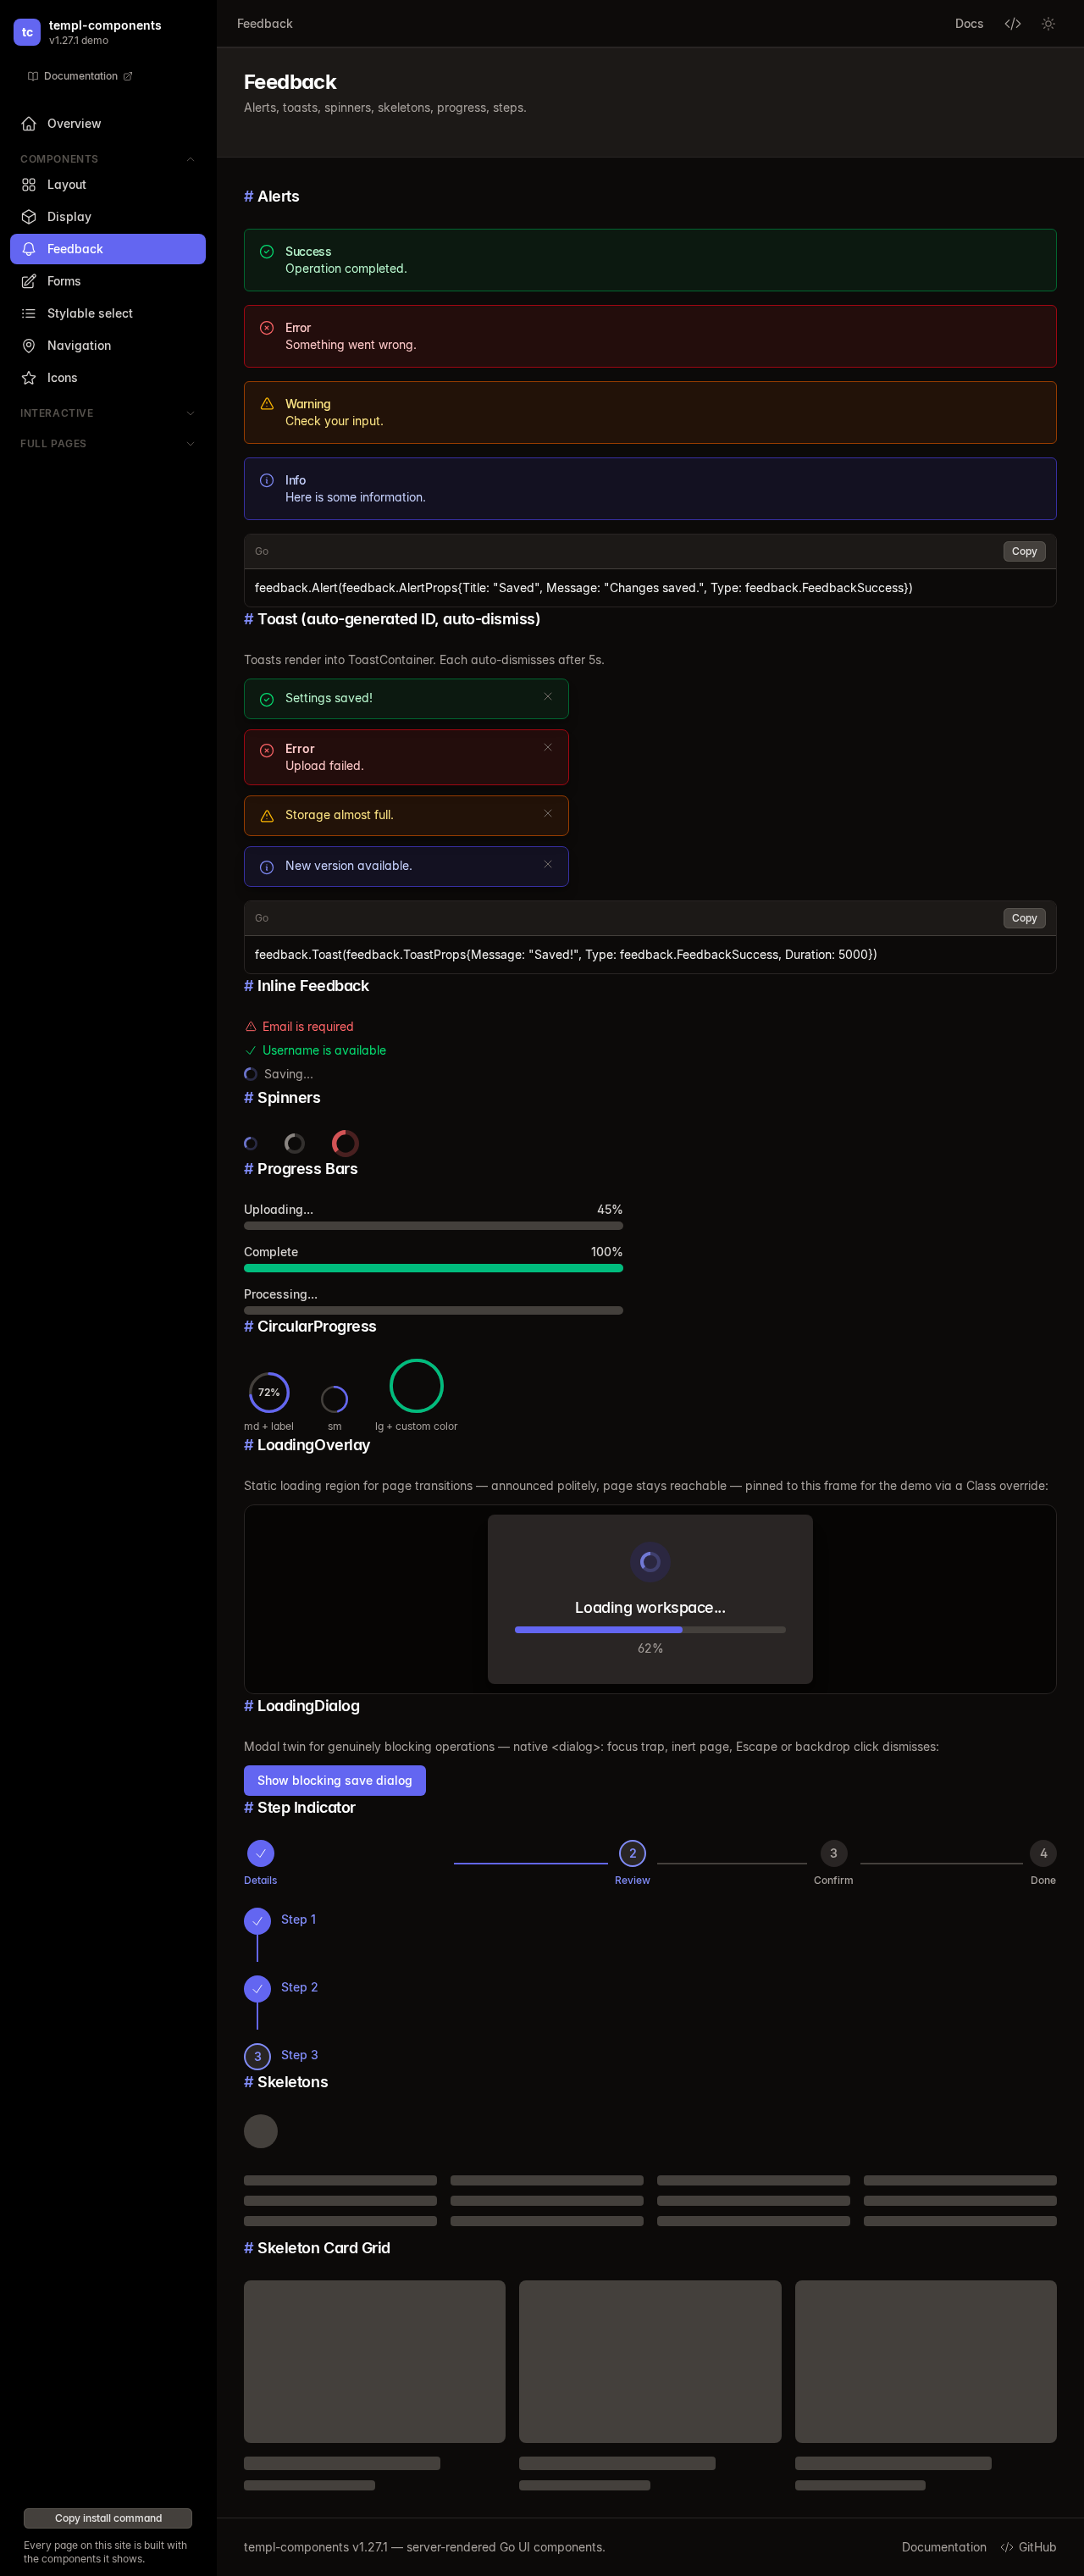 tc
templ-components
v1.27.1 demo
Documentation
Overview
COMPONENTS
Layout
Display
Feedback
Forms
Stylable select
Navigation
Icons
INTERACTIVE
FULL PAGES
Copy install command
Every page on this site is built with
the components it shows.
Feedback
Docs
Feedback
Alerts, toasts, spinners, skeletons, progress, steps.
# Alerts
Success
Operation completed.
Error
Something went wrong.
Warning
Check your input.
Info
Here is some information.
Go
Copy
feedback.Alert(feedback.AlertProps{Title: "Saved", Message: "Changes saved.", Type: feedback.FeedbackSuccess})
# Toast (auto-generated ID, auto-dismiss)
Toasts render into ToastContainer. Each auto-dismisses after 5s.
Settings saved!
Error
Upload failed.
Storage almost full.
New version available.
Go
Copy
feedback.Toast(feedback.ToastProps{Message: "Saved!", Type: feedback.FeedbackSuccess, Duration: 5000})
# Inline Feedback
Email is required
Username is available
Saving...
# Spinners
# Progress Bars
Uploading... 45%
Complete 100%
Processing...
# CircularProgress
72%
md + label
sm
lg + custom color
# LoadingOverlay
Static loading region for page transitions — announced politely, page stays reachable — pinned to this frame for the demo via a Class override:
Loading workspace...
62%
# LoadingDialog
Modal twin for genuinely blocking operations — native <dialog>: focus trap, inert page, Escape or backdrop click dismisses:
Show blocking save dialog
# Step Indicator
2 3 4
Details Review Confirm Done
Step 1
Step 2
3 Step 3
# Skeletons
# Skeleton Card Grid
templ-components v1.27.1 — server-rendered Go UI components.
Documentation
GitHub